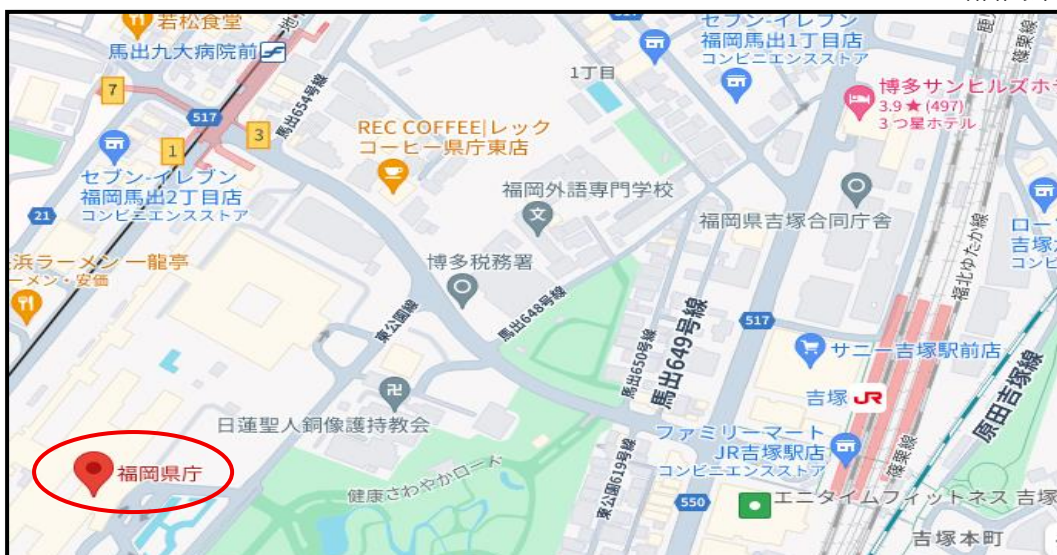 若松食堂
馬出九大病院前
7
517
3
1
馬出654号線
セブン-イレブン
福岡馬出2丁目店
コンビニエンスストア
21
浜ラーメン 一龍亭
ーメン・安価
REC COFFEE|レック
コーヒー県庁東店
1丁目
セブン-イレブン
福岡馬出1丁目店
コンビニエンスストア
福岡外語専門学校
博多サンヒルズホテ
3.9★(497)
3つ星ホテル
福岡県吉塚合同庁舎
ロー
吉塚
コンビ
博多税務署
東公園線
馬出648号線
馬出650号線
馬出649号線
517
サニー吉塚駅前店
吉塚 JR
福北ゆたか線
篠栗線
原田吉塚線
日蓮聖人銅像護持教会
ファミリーマート
JR吉塚駅店
コンビニエンスストア
篠栗線
福岡県庁
健康さわやかロード
東公園619号線
550
エニタイムフィットネス 吉塚
吉塚本町